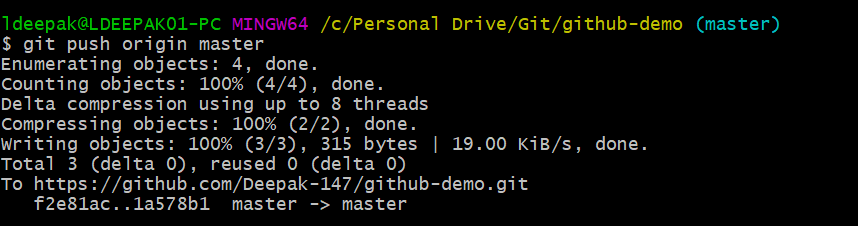 ldeepak@LDEEPAK01-PC MINGW64 /c/Personal Drive/Git/github-demo (master)
$ git push origin master
Enumerating objects: 4, done.
Counting objects: 100% (4/4), done.
Delta compression using up to 8 threads
Compressing objects: 100% (2/2), done.
Writing objects: 100% (3/3), 315 bytes | 19.00 KiB/s, done.
Total 3 (delta 0), reused 0 (delta 0)
To https://github.com/Deepak-147/github-demo.git
   f2e81ac..1a578b1  master -> master